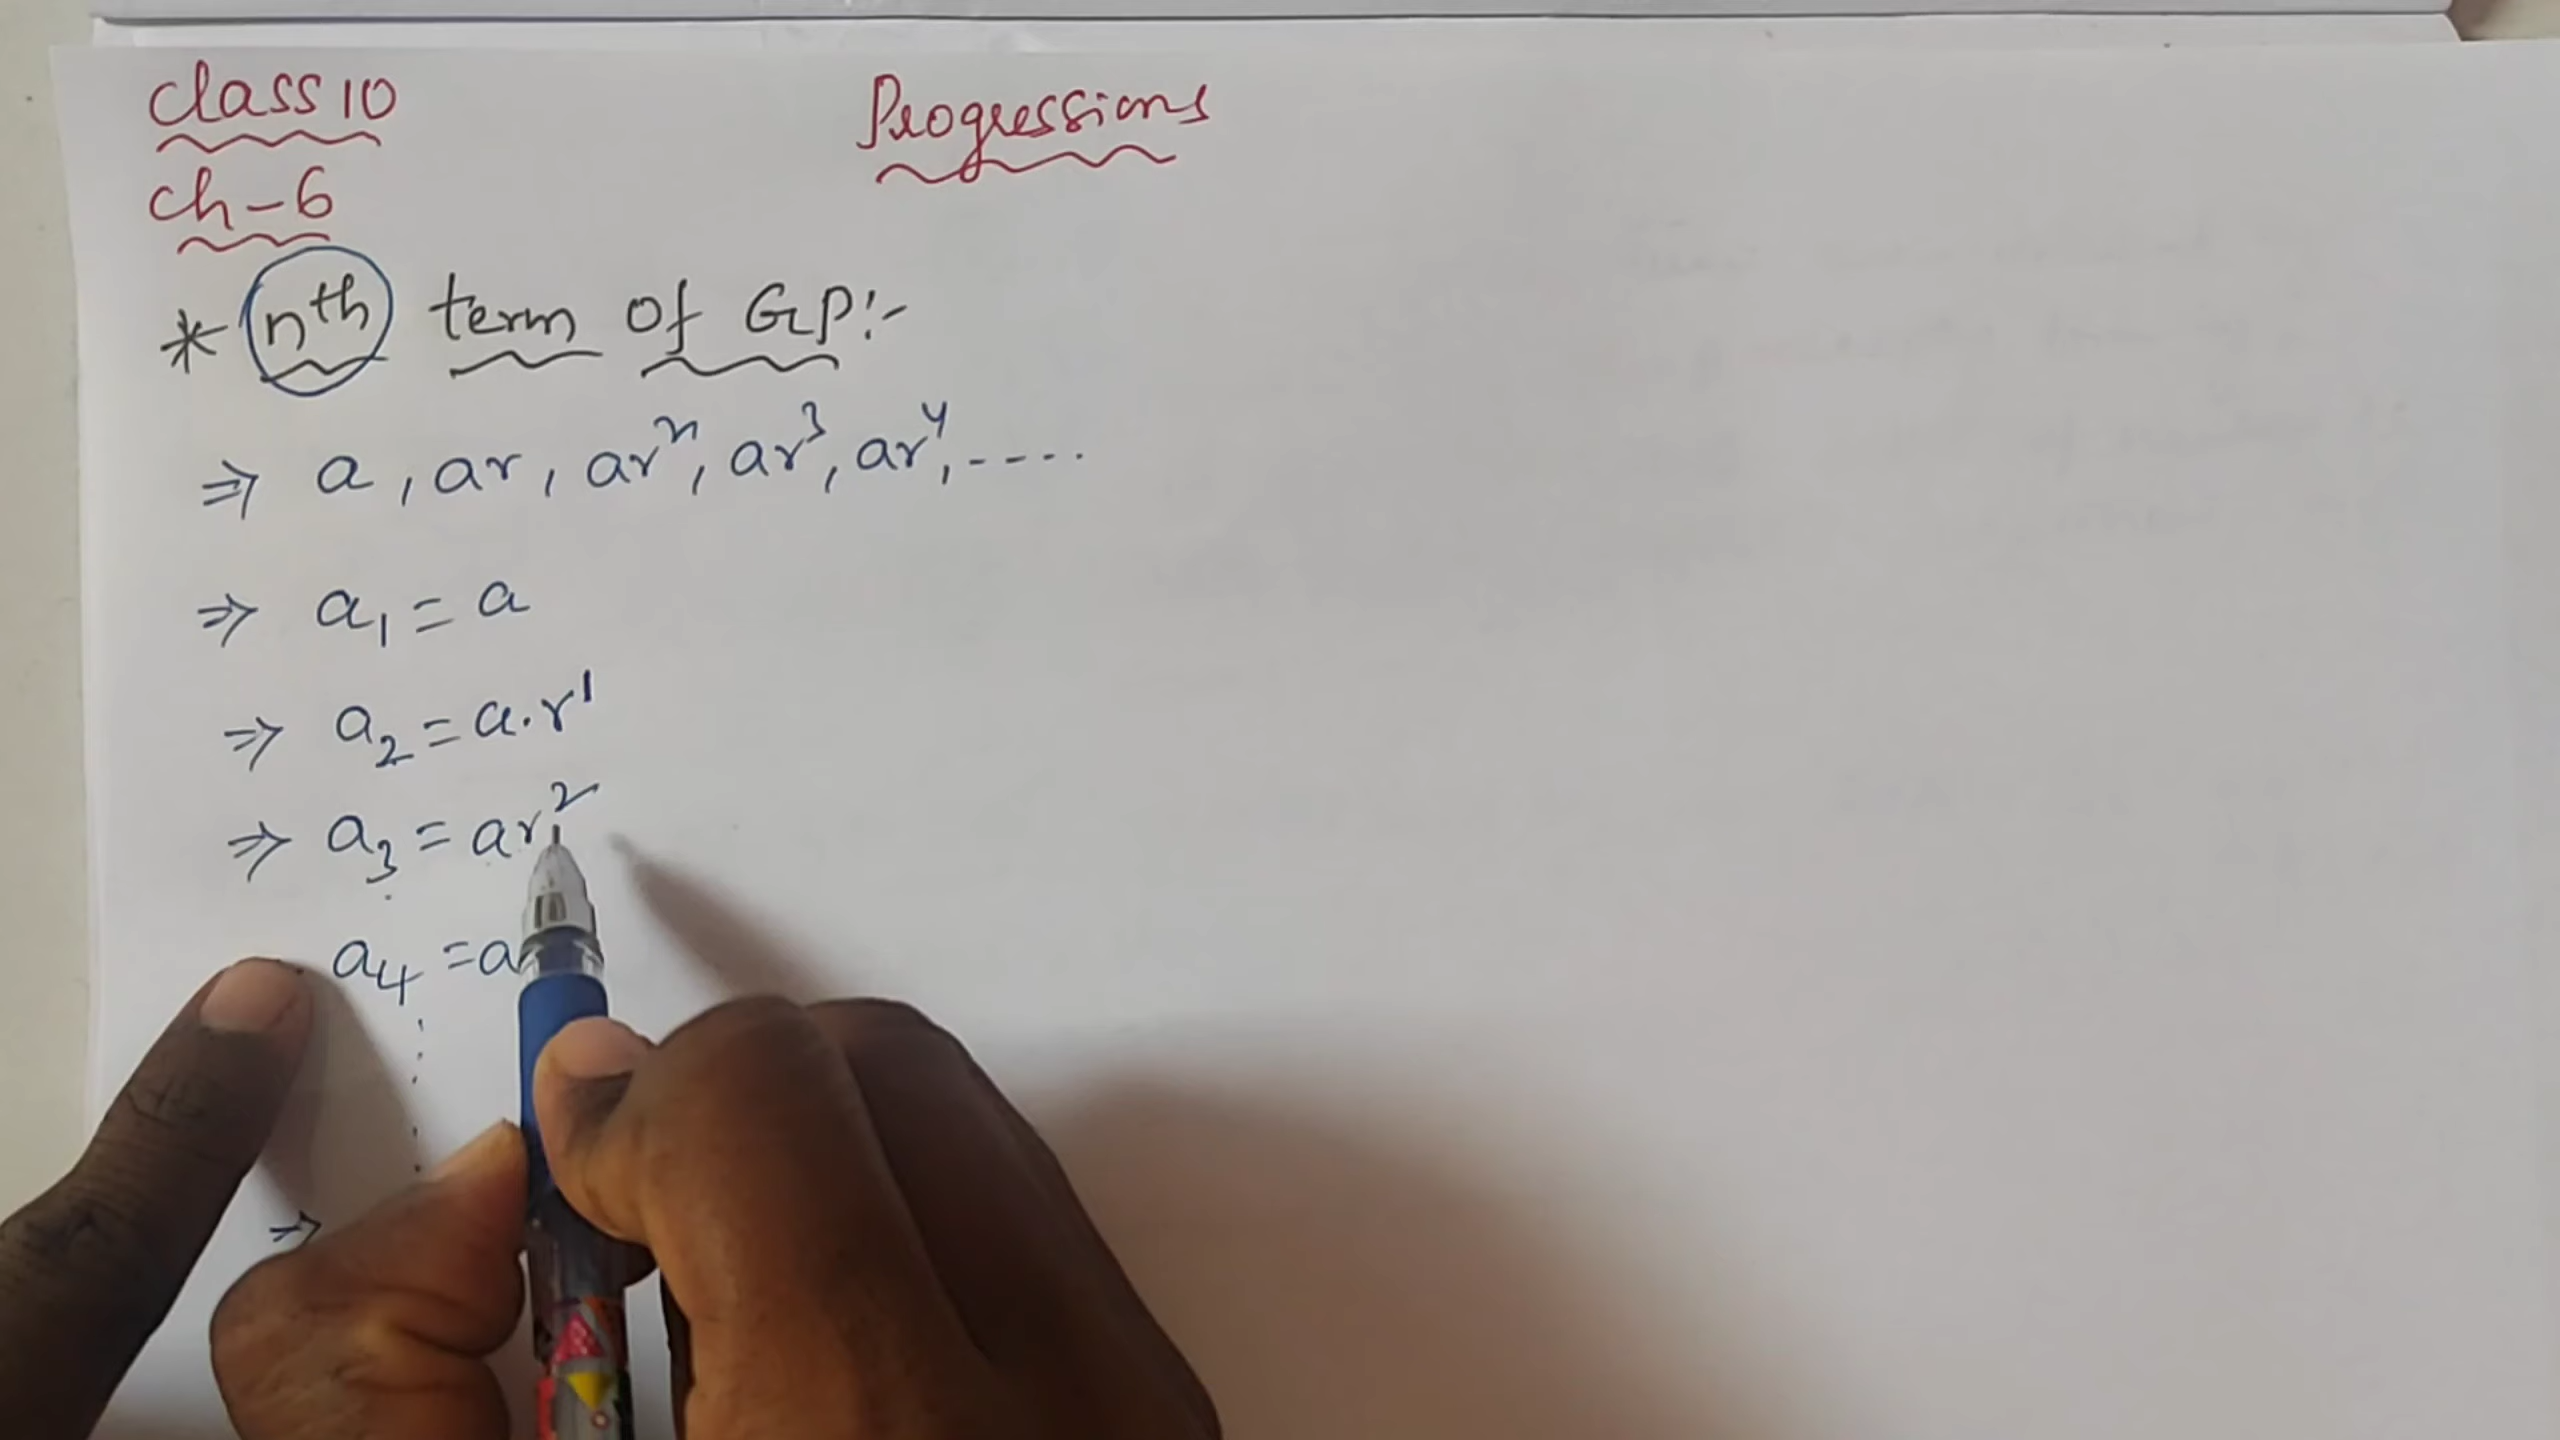 class 10 Progressions
ch-6
* nth term of GP:-
⇒ a, ar, ar², ar³, ar⁴, ----.
⇒ a₁ = a
⇒ a₂ = a.r¹
⇒ a₃ = ar²
a₄ = a
⇒